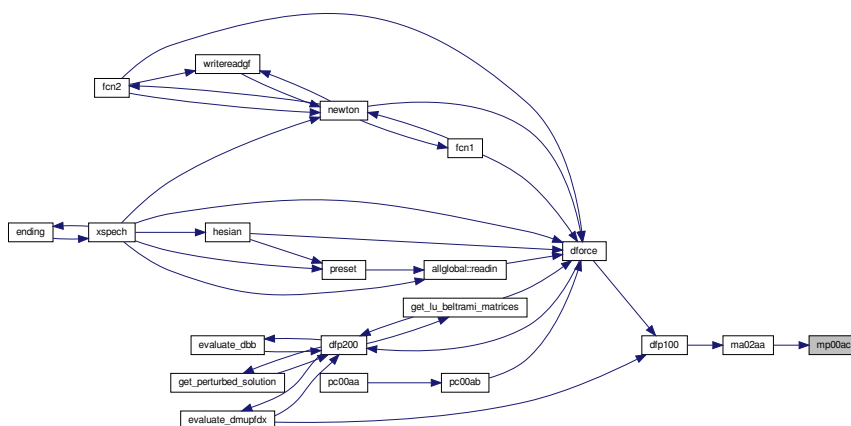 writereadgf
fcn2
newton
fcn1
ending
xspech
hesian
dforce
preset
allglobal::readin
get_lu_beltrami_matrices
evaluate_dbb
dfp200
dfp100
ma02aa
mp00ac
get_perturbed_solution
pc00aa
pc00ab
evaluate_dmupfdx